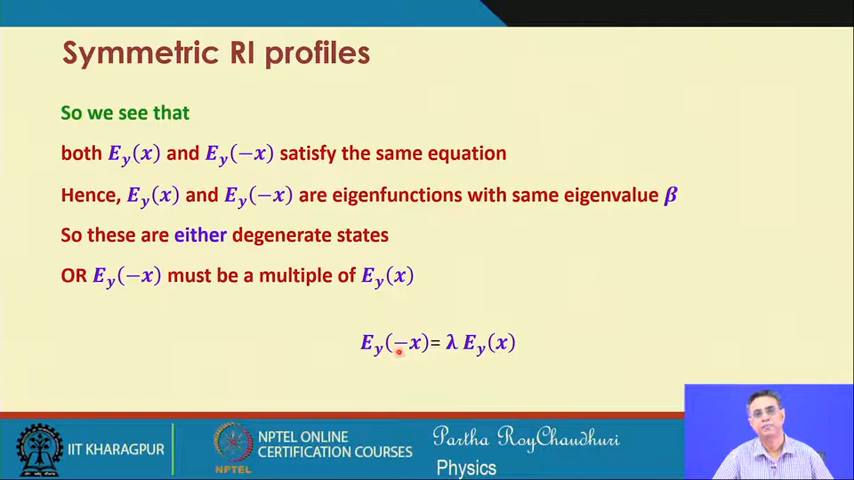 Symmetric RI profiles
So we see that
both E_y(x) and E_y(−x) satisfy the same equation
Hence, E_y(x) and E_y(−x) are eigenfunctions with same eigenvalue β
So these are either degenerate states
OR E_y(−x) must be a multiple of E_y(x)
E_y(−x)= λ E_y(x)
IIT KHARAGPUR
NPTEL
NPTEL ONLINE
CERTIFICATION COURSES
Partha RoyChaudhuri
Physics